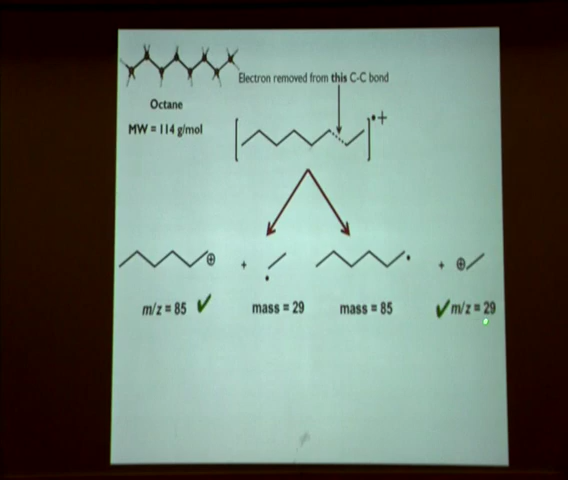 Electron removed from this C-C bond
Octane
MW = 114 g/mol
•+
⊕ + • • + ⊕
m/z = 85 ✓ mass = 29 mass = 85 ✓ m/z = 29